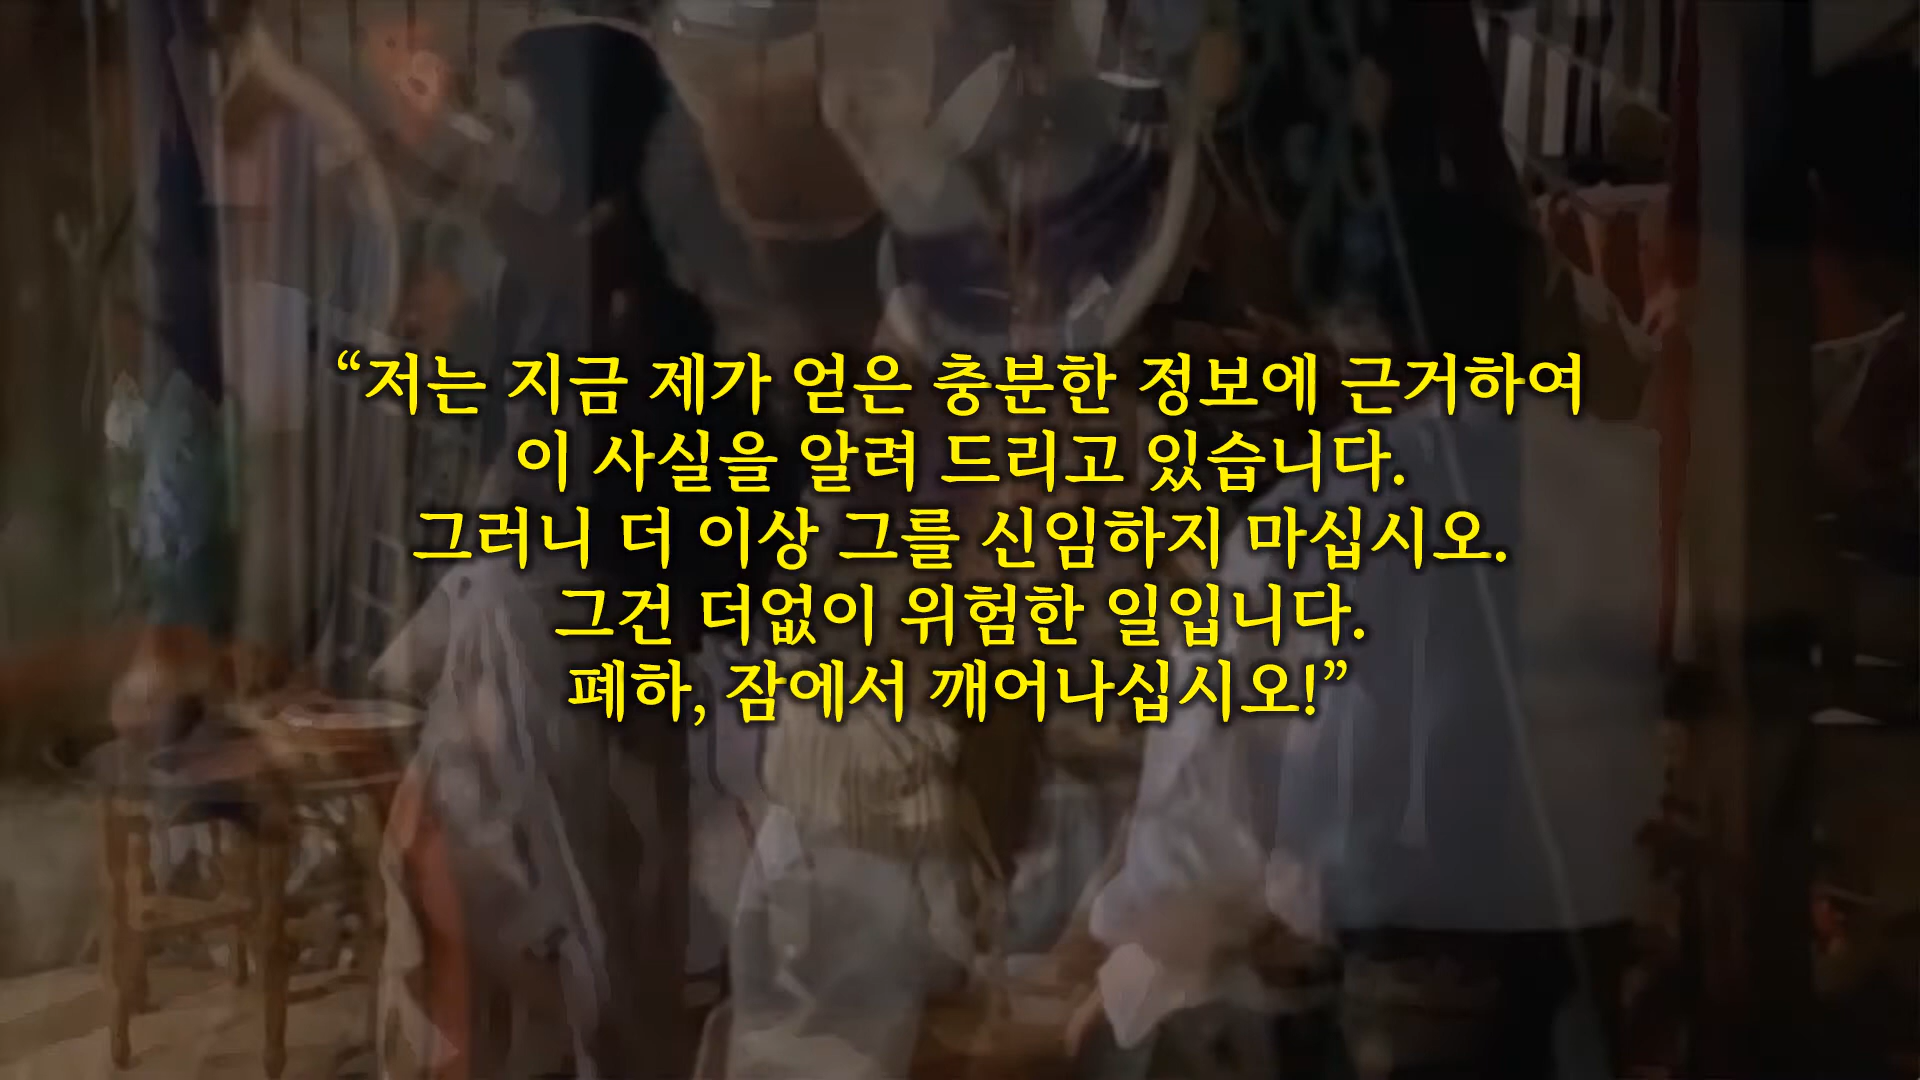 “저는 지금 제가 얻은 충분한 정보에 근거하여
이 사실을 알려 드리고 있습니다.
그러니 더 이상 그를 신임하지 마십시오.
그건 더없이 위험한 일입니다.
폐하, 잠에서 깨어나십시오!”